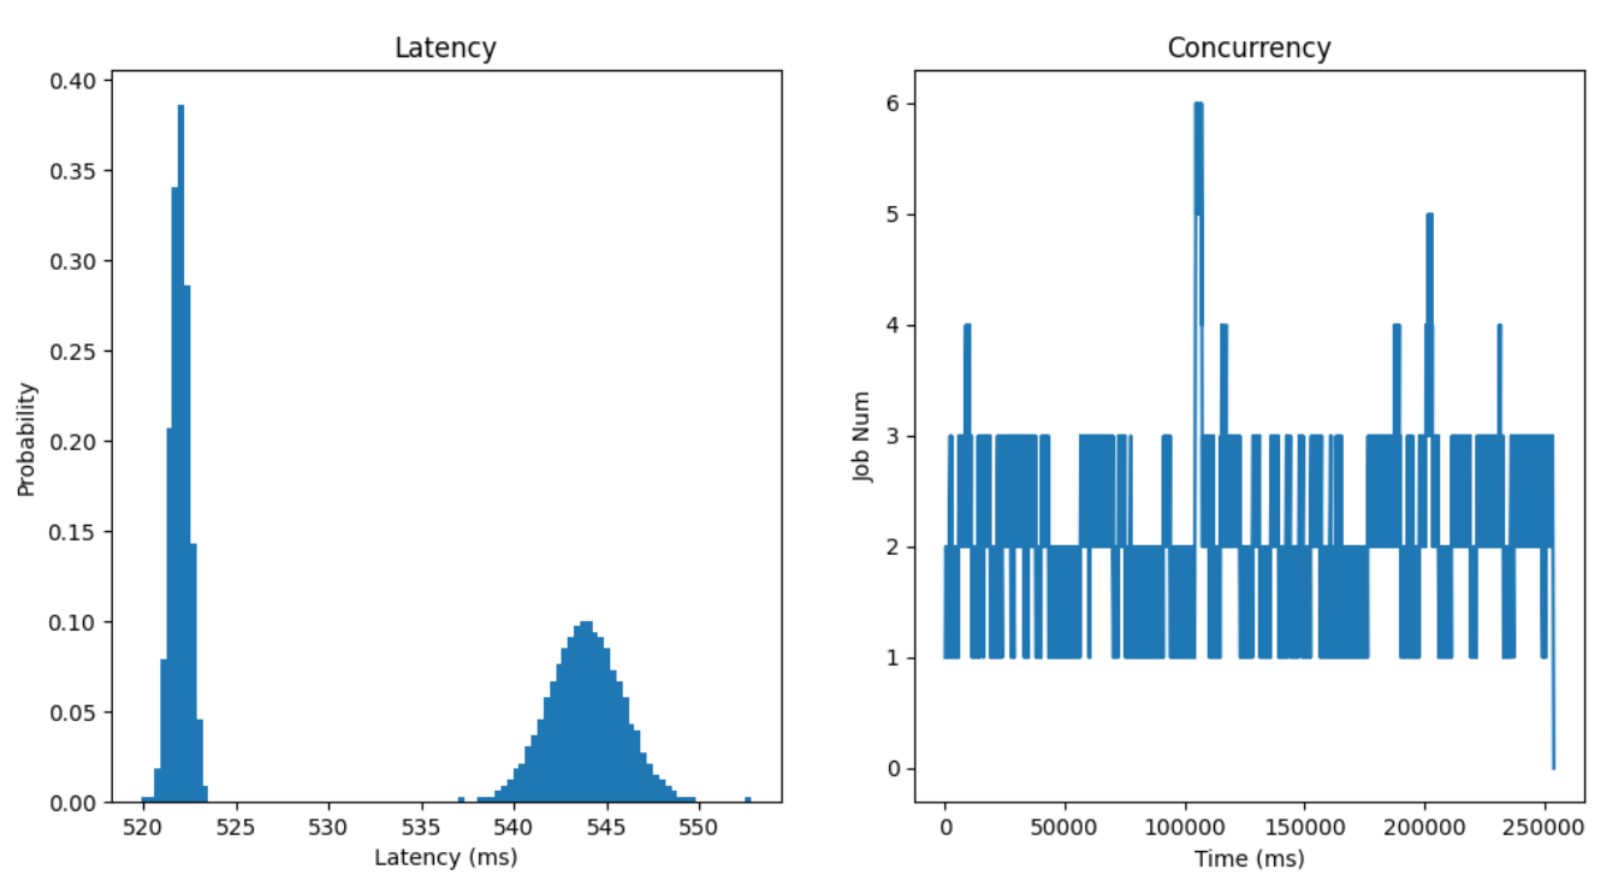 Latency
0.40
0.35
0.30
0.25
0.20
0.15
0.10
0.05
0.00
Probability
520 525 530 535 540 545 550
Latency (ms)
Concurrency
6
5
4
3
2
1
0
Job Num
0 50000 100000 150000 200000 250000
Time (ms)